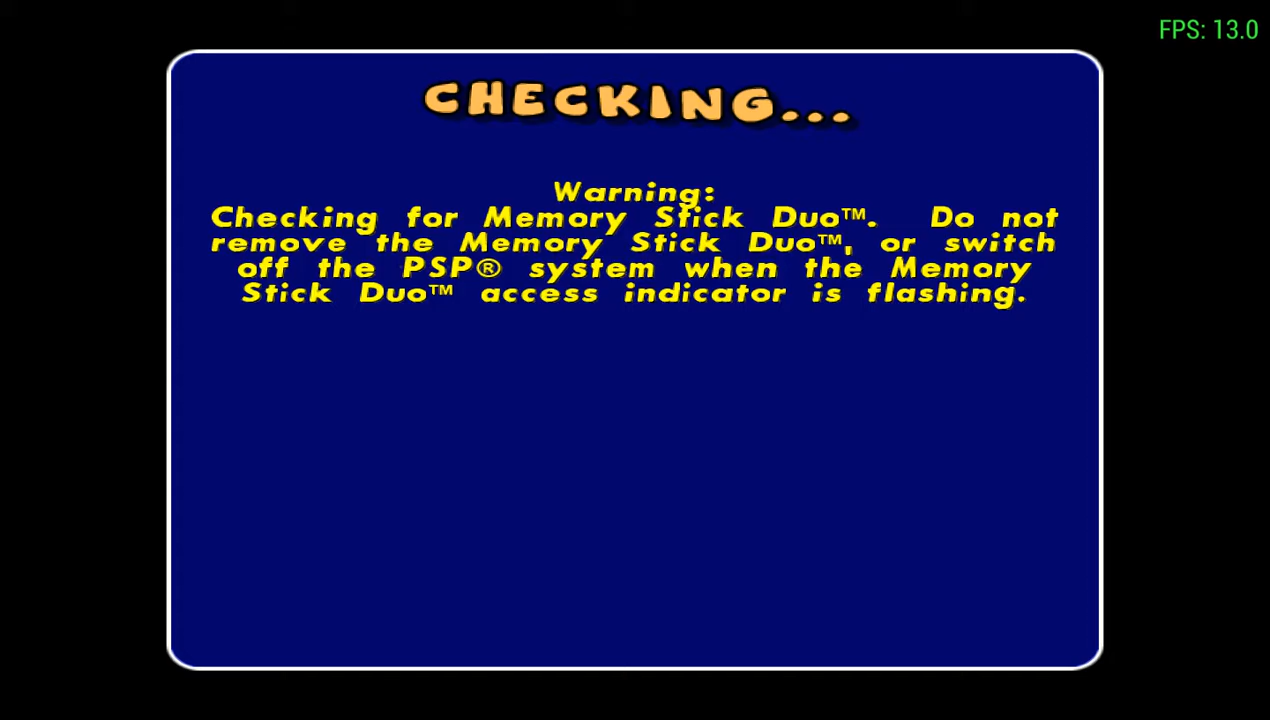 FPS: 13.0
CHECKING...
Warning:
Checking for Memory Stick Duo™. Do not
remove the Memory Stick Duo™, or switch
off the PSP® system when the Memory
Stick Duo™ access indicator is flashing.